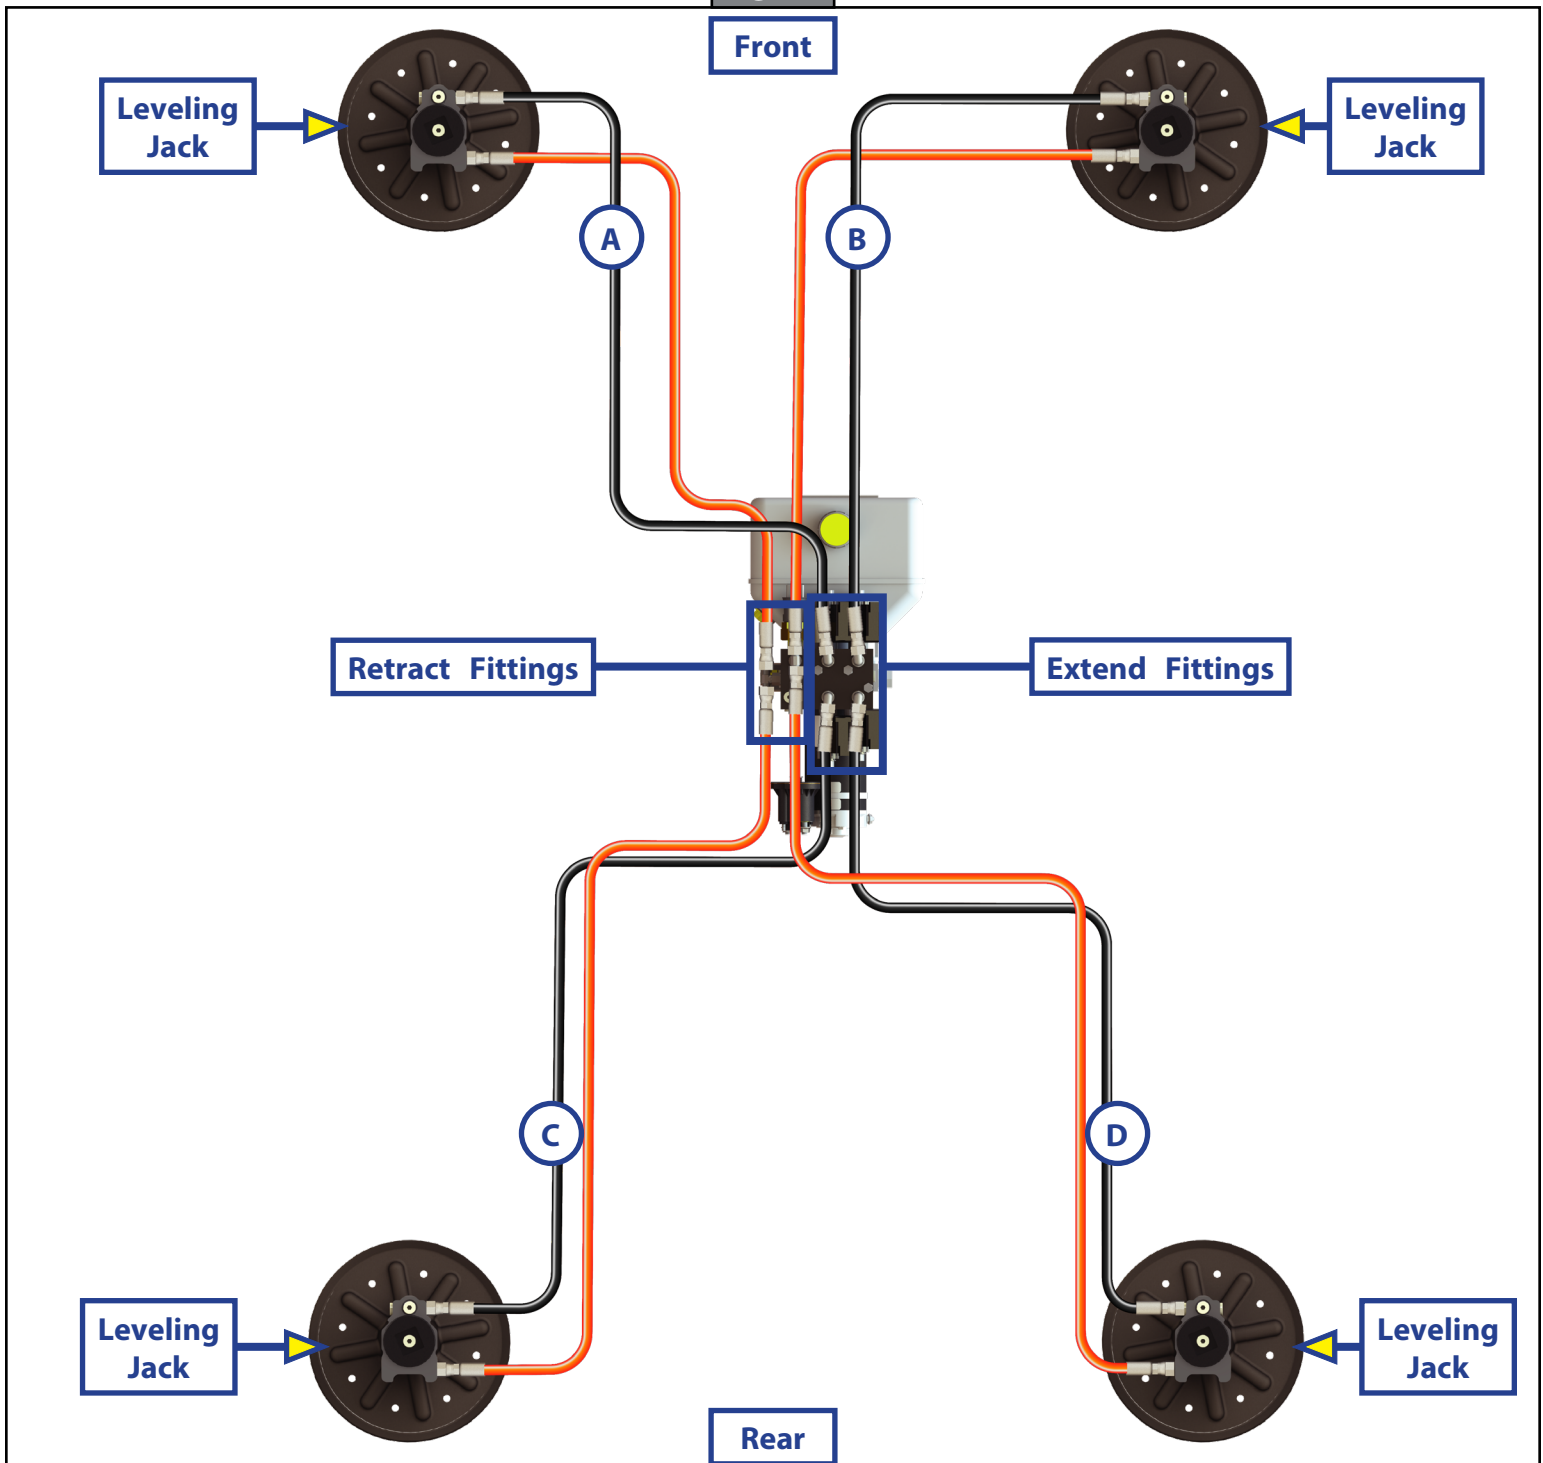 Front
Leveling
Jack
Leveling
Jack
A
B
Retract Fittings
Extend Fittings
C
D
Leveling
Jack
Leveling
Jack
Rear